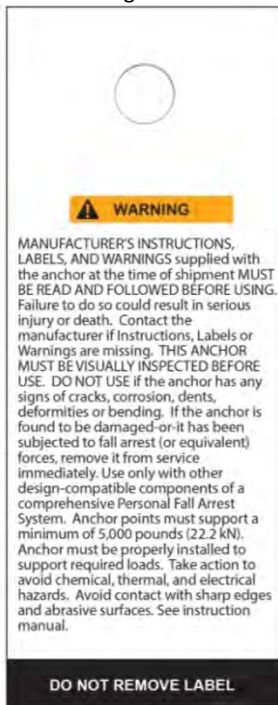 WARNING
MANUFACTURER'S INSTRUCTIONS,
LABELS, AND WARNINGS supplied with
the anchor at the time of shipment MUST
BE READ AND FOLLOWED BEFORE USING.
Failure to do so could result in serious
injury or death. Contact the
manufacturer if Instructions, Labels or
Warnings are missing. THIS ANCHOR
MUST BE VISUALLY INSPECTED BEFORE
USE. DO NOT USE if the anchor has any
signs of cracks, corrosion, dents,
deformities or bending. If the anchor is
found to be damaged-or-it has been
subjected to fall arrest (or equivalent)
forces, remove it from service
immediately. Use only with other
design-compatible components of a
comprehensive Personal Fall Arrest
System. Anchor points must support a
minimum of 5,000 pounds (22.2 kN).
Anchor must be properly installed to
support required loads. Take action to
avoid chemical, thermal, and electrical
hazards. Avoid contact with sharp edges
and abrasive surfaces. See instruction
manual.
DO NOT REMOVE LABEL